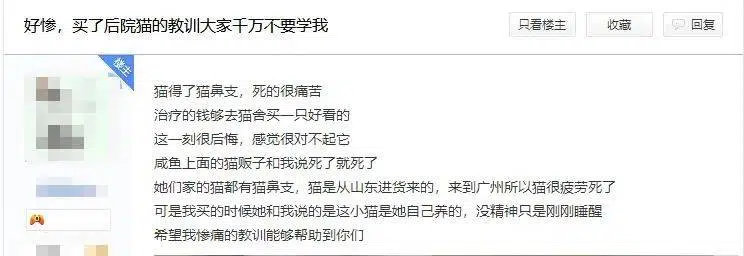 好惨，买了后院猫的教训大家千万不要学我
只看楼主
收藏
回复
楼主
猫得了猫鼻支，死的很痛苦
治疗的钱够去猫舍买一只好看的
这一刻很后悔，感觉很对不起它
咸鱼上面的猫贩子和我说死了就死了
她们家的猫都有猫鼻支，猫是从山东进货来的，来到广州所以猫很疲劳死了
可是我买的时候她和我说的是这小猫是她自己养的，没精神只是刚刚睡醒
希望我惨痛的教训能够帮助到你们